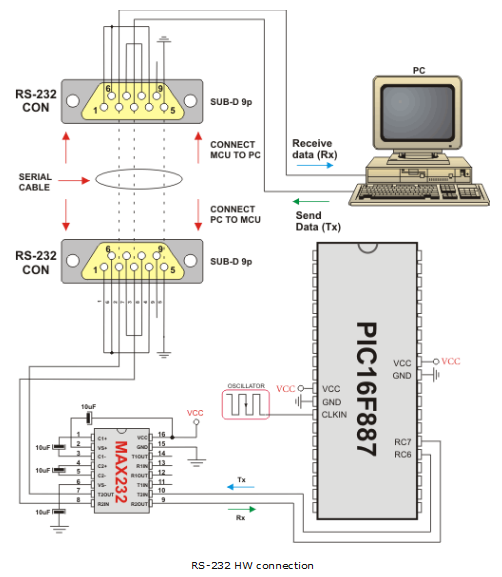 PC
RS-232
CON
6
9
1
5
SUB-D 9p
CONNECT
MCU TO PC
Receive
data (Rx)
SERIAL
CABLE
CONNECT
PC TO MCU
Send
Data (Tx)
RS-232
CON
6
9
1
5
SUB-D 9p
PIC16F887
VCC
GND
VCC
OSCILLATOR
VCC
VCC
GND
CLKIN
RC7
RC6
10uF
VCC
10uF
10uF
10uF
MAX232
1 C1+
2 VS+
3 C1-
4 C2+
5 C2-
6 VS-
7 T2OUT
8 R2IN
VCC 16
GND 15
T1OUT 14
R1IN 13
R1OUT 12
T1IN 11
T2IN 10
R2OUT 9
Tx
Rx
RS-232 HW connection